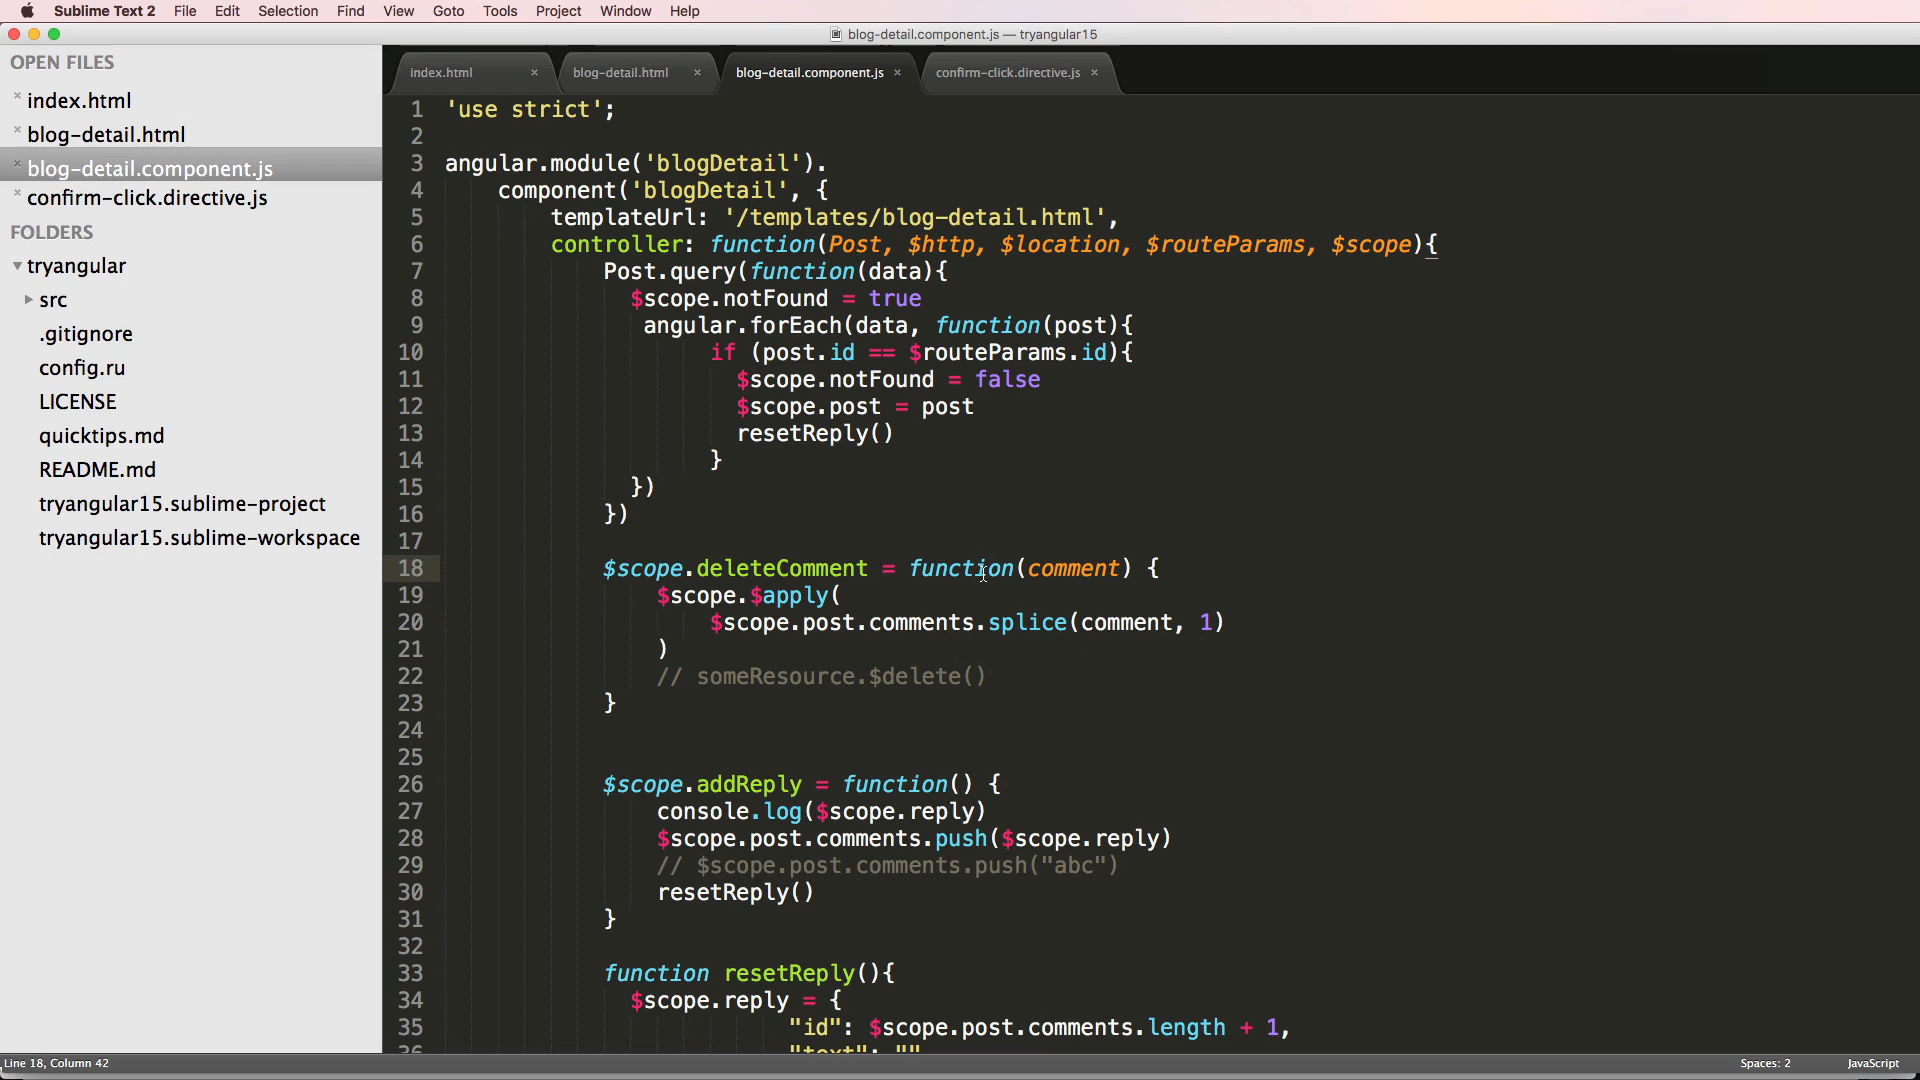 Sublime Text 2 File Edit Selection Find View Goto Tools Project Window Help
blog-detail.component.js — tryangular15
OPEN FILES
index.html
blog-detail.html
blog-detail.component.js
confirm-click.directive.js
FOLDERS
tryangular
src
.gitignore
config.ru
LICENSE
quicktips.md
README.md
tryangular15.sublime-project
tryangular15.sublime-workspace
index.html × blog-detail.html × blog-detail.component.js × confirm-click.directive.js ×
1 'use strict';
2
3 angular.module('blogDetail').
4 component('blogDetail', {
5 templateUrl: '/templates/blog-detail.html',
6 controller: function(Post, $http, $location, $routeParams, $scope){
7 Post.query(function(data){
8 $scope.notFound = true
9 angular.forEach(data, function(post){
10 if (post.id == $routeParams.id){
11 $scope.notFound = false
12 $scope.post = post
13 resetReply()
14 }
15 })
16 })
17
18 $scope.deleteComment = function(comment) {
19 $scope.$apply(
20 $scope.post.comments.splice(comment, 1)
21 )
22 // someResource.$delete()
23 }
24
25
26 $scope.addReply = function() {
27 console.log($scope.reply)
28 $scope.post.comments.push($scope.reply)
29 // $scope.post.comments.push("abc")
30 resetReply()
31 }
32
33 function resetReply(){
34 $scope.reply = {
35 "id": $scope.post.comments.length + 1,
36 "text": ""
Line 18, Column 42 Spaces: 2 JavaScript